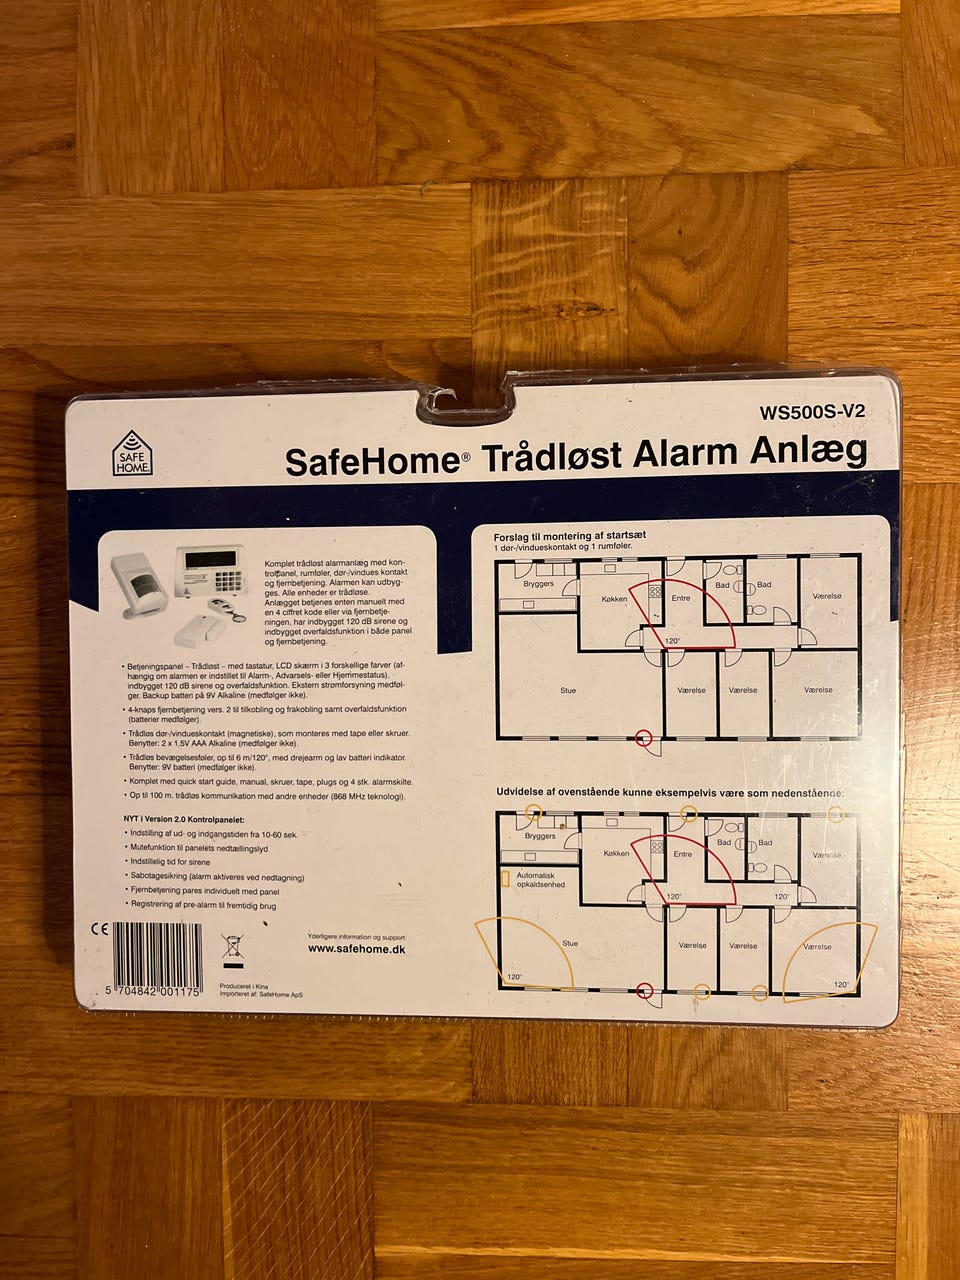 WS500S-V2
SAFE
HOME.
SafeHome® Trådløst Alarm Anlæg
Komplet trådløst alarmanlæg med kon-
trolpanel, rumføler, dør-/vindues kontakt
og fjernbetjening. Alarmen kan udbyg-
ges. Alle enheder er trådløse.
Anlægget betjenes enten manuelt med
en 4 ciffret kode eller via fjernbetje-
ningen, har indbygget 120 dB sirene og
indbygget overfaldsfunktion i både panel
og fjernbetjening.
• Betjeningspanel – Trådløst – med tastatur, LCD skærm i 3 forskellige farver (af-
hængig om alarmen er indstillet til Alarm-, Advarsels- eller Hjemmestatus),
indbygget 120 dB sirene og overfaldsfunktion. Ekstern strømforsyning medføl-
ger. Backup batteri på 9V Alkaline (medfølger ikke).
• 4-knaps fjernbetjening vers. 2 til tilkobling og frakobling samt overfaldsfunktion
(batterier medfølger).
• Trådløs dør-/vindueskontakt (magnetiske), som monteres med tape eller skruer.
Benytter: 2 x 1,5V AAA Alkaline (medfølger ikke).
• Trådløs bevægelsesføler, op til 6 m/120°, med drejearm og lav batteri indikator.
Benytter: 9V batteri (medfølger ikke).
• Komplet med quick start guide, manual, skruer, tape, plugs og 4 stk. alarmskilte.
• Op til 100 m. trådløs kommunikation med andre enheder (868 MHz teknologi).
NYT i Version 2.0 Kontrolpanelet:
• Indstilling af ud- og indgangstiden fra 10-60 sek.
• Mutefunktion til panelets nedtællingslyd
• Indstillelig tid for sirene
• Sabotagesikring (alarm aktiveres ved nedtagning)
• Fjernbetjening pares individuelt med panel
• Registrering af pre-alarm til fremtidig brug
CE
5 704842 001175
Produceret i Kina
Importeret af: SafeHome ApS
Yderligere information og support:
www.safehome.dk
Forslag til montering af startsæt
1 dør-/vindueskontakt og 1 rumføler.
Bryggers
Køkken
Entre
Bad
Bad
Værelse
120°
Stue
Værelse
Værelse
Værelse
Udvidelse af ovenstående kunne eksempelvis være som nedenstående:
Bryggers
Køkken
Entre
Bad
Bad
Værelse
Automatisk
opkaldsenhed
120°
120°
Stue
Værelse
Værelse
Værelse
120°
120°